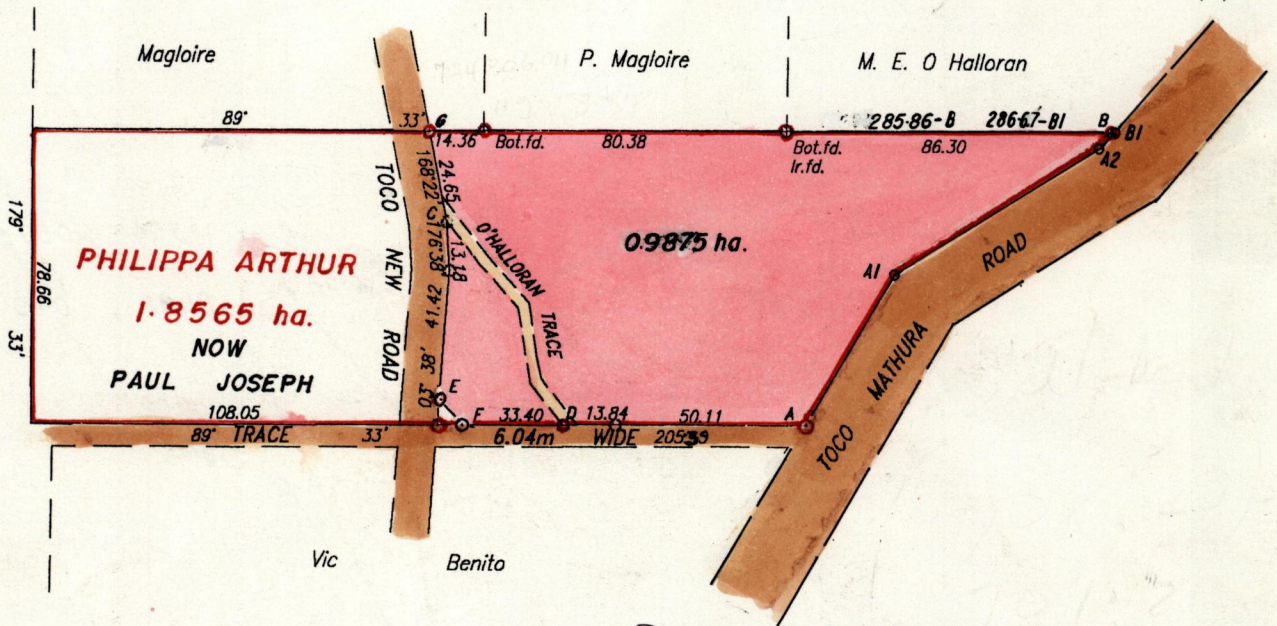 Magloire
P. Magloire
M. E. O Halloran
89° 33'
G
14.36
Bot.fd.
80.38
Bot.fd.
Ir.fd.
285.86-B
286.67-B1
86.30
B
B1
A2
179° 33'
78.66
PHILIPPA ARTHUR
1.8565 ha.
NOW
PAUL JOSEPH
TOCO NEW ROAD
168°22'
24.65
C
179°38'
13.18
41.42
03° 38'
O'HALLORAN TRACE
0.9875 ha.
A1
TOCO MATHURA ROAD
E
F
108.05
33.40
D
13.84
50.11
A
89° 33'
TRACE 6.04m WIDE
Vic Benito